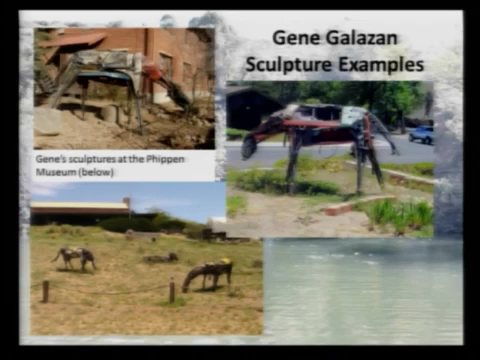 Gene Galazan
Sculpture Examples
Gene's sculptures at the Phippen
Museum (below)